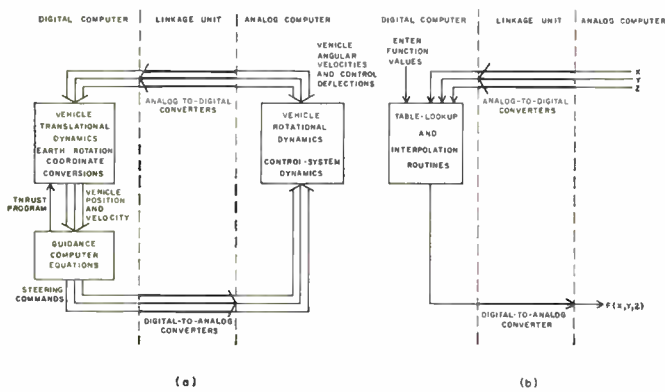 DIGITAL COMPUTER
LINKAGE UNIT
ANALOG COMPUTER
VEHICLE
ANGULAR
VELOCITIES
AND CONTROL
DEFLECTIONS
ANALOG TO DIGITAL
CONVERTERS
VEHICLE
TRANSLATIONAL
DYNAMICS
EARTH ROTATION
COORDINATE
CONVERSIONS
VEHICLE
ROTATIONAL
DYNAMICS
CONTROL-SYSTEM
DYNAMICS
THRUST
PROGRAM
VEHICLE
POSITION
AND
VELOCITY
GUIDANCE
COMPUTER
EQUATIONS
STEERING
COMMANDS
DIGITAL-TO-ANALOG
CONVERTERS
(a)
DIGITAL COMPUTER
LINKAGE UNIT
ANALOG COMPUTER
ENTER
FUNCTION
VALUES
X
Y
Z
ANALOG-TO-DIGITAL
CONVERTERS
TABLE-LOOKUP
AND
INTERPOLATION
ROUTINES
F(X,Y,Z)
DIGITAL-TO-ANALOG
CONVERTER
(b)